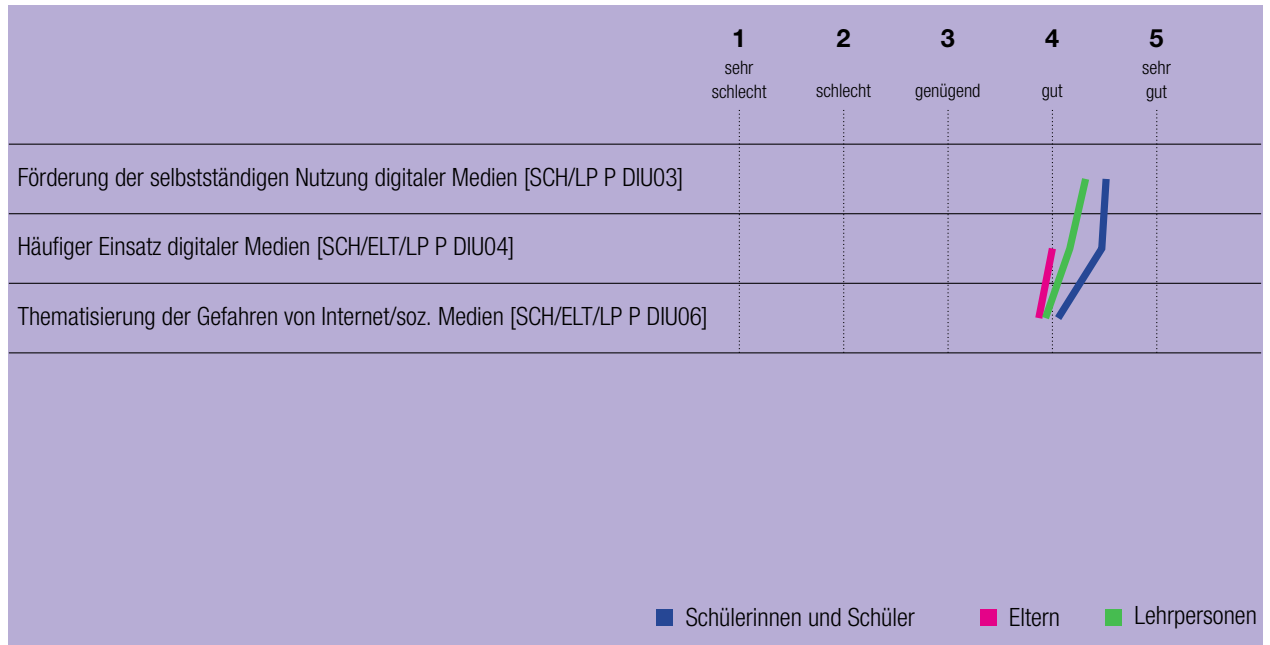 1 2 3 4 5
sehr schlecht schlecht genügend gut sehr gut
Förderung der selbstständigen Nutzung digitaler Medien [SCH/LP P DIU03]
Häufiger Einsatz digitaler Medien [SCH/ELT/LP P DIU04]
Thematisierung der Gefahren von Internet/soz. Medien [SCH/ELT/LP P DIU06]
Schülerinnen und Schüler Eltern Lehrpersonen